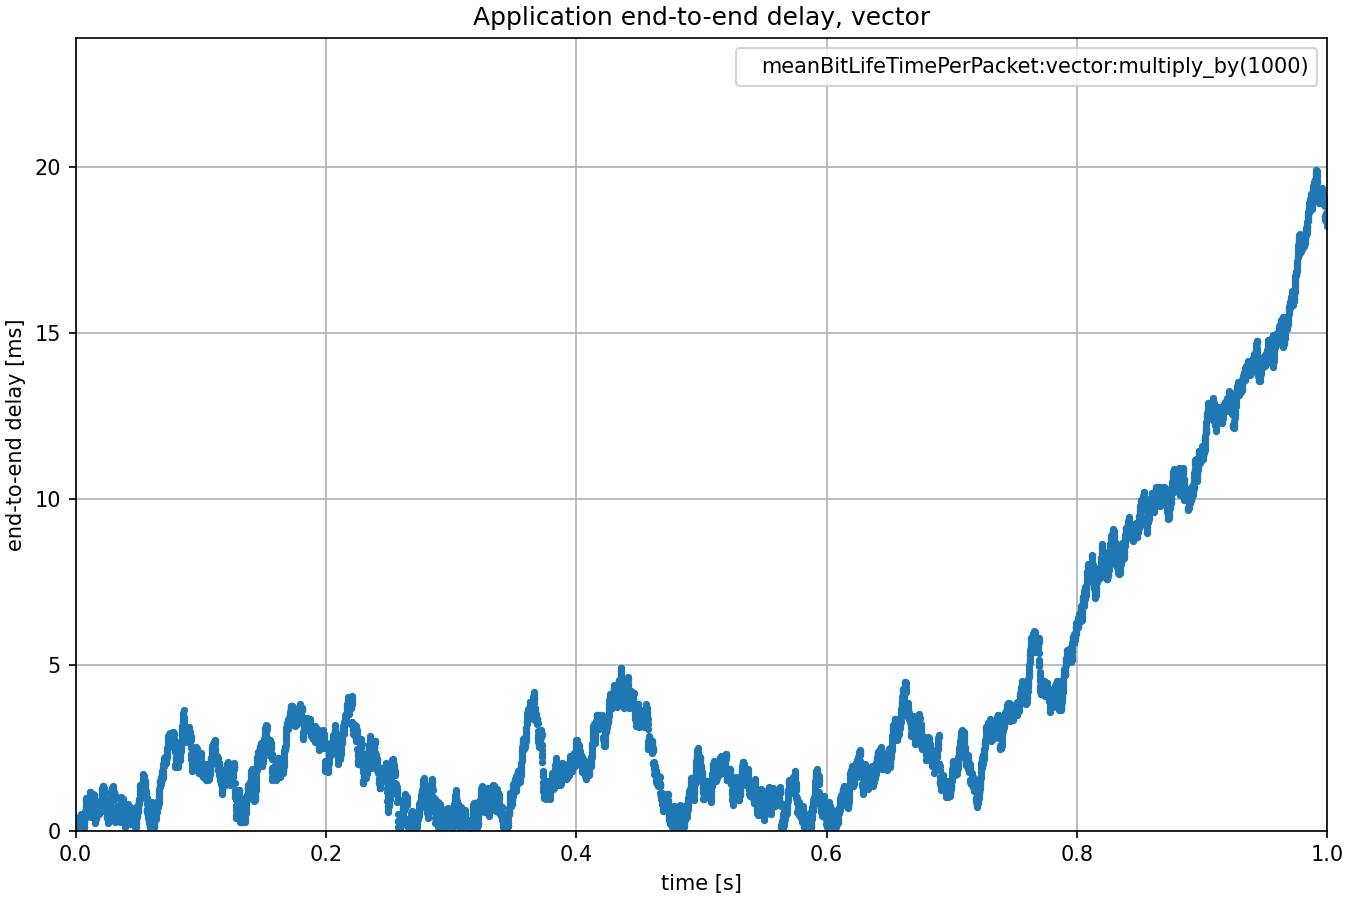 Application end-to-end delay, vector
meanBitLifeTimePerPacket:vector:multiply_by(1000)
end-to-end delay [ms]
20
15
10
5
0
0.0 0.2 0.4 0.6 0.8 1.0
time [s]